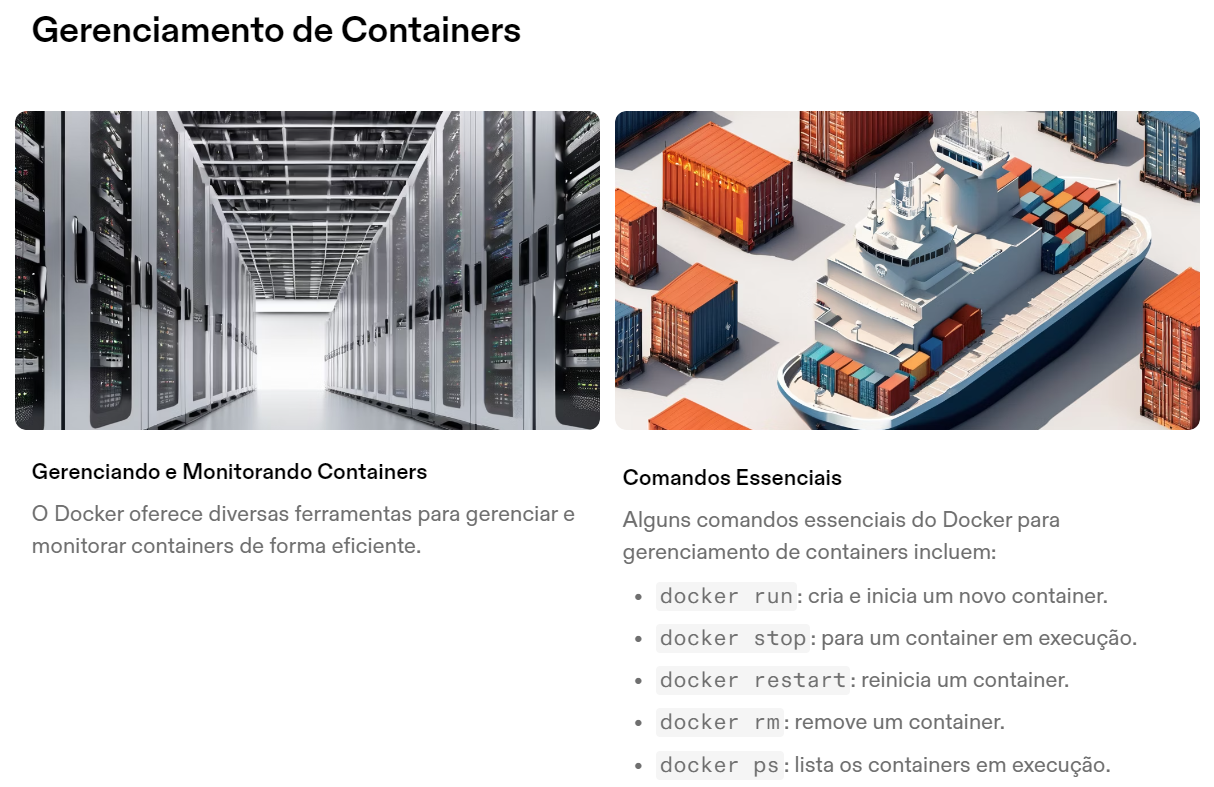 Gerenciamento de Containers
Gerenciando e Monitorando Containers
O Docker oferece diversas ferramentas para gerenciar e
monitorar containers de forma eficiente.
Comandos Essenciais
Alguns comandos essenciais do Docker para
gerenciamento de containers incluem:
• docker run: cria e inicia um novo container.
• docker stop: para um container em execução.
• docker restart: reinicia um container.
• docker rm: remove um container.
• docker ps: lista os containers em execução.